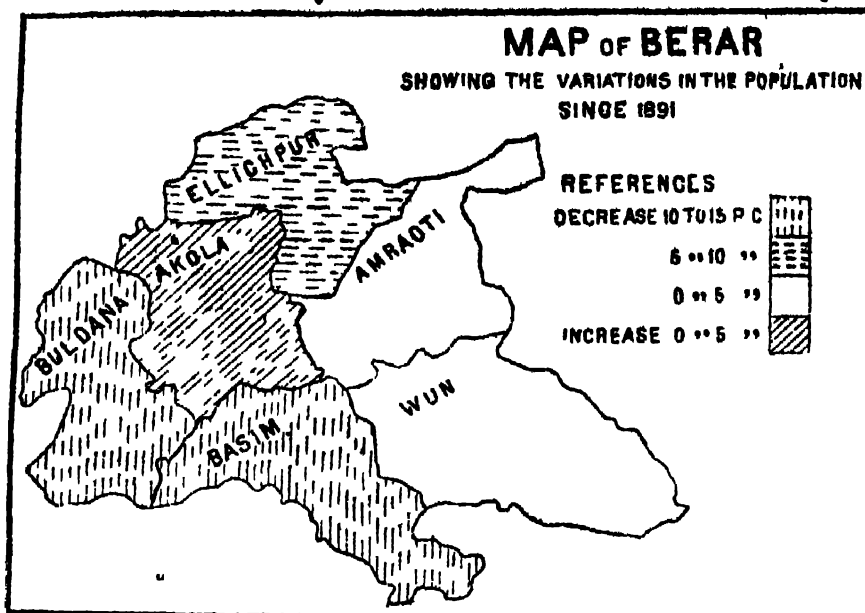 MAP OF BERAR
SHOWING THE VARIATIONS IN THE POPULATION
SINCE 1891
ELLICHPUR
AKOLA
AMRAOTI
BULDANA
BASIM
WUN
REFERENCES
DECREASE 10 TO 15 P C
5 " 10 "
0 " 5 "
INCREASE 0 " 5 "